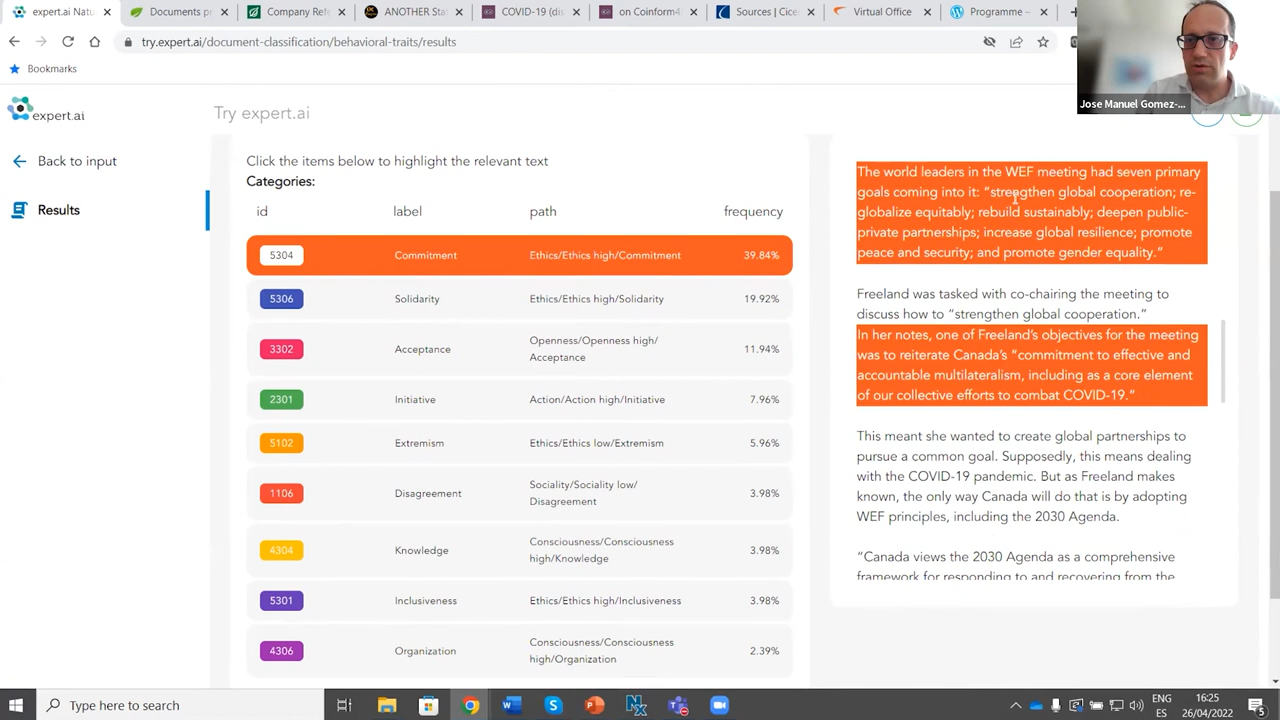 expert.ai Natu
Documents p
Company Refe
ANOTHER Sta
COVID-19 (dis
on Coinform4
Sources | Cice
Virtual Office
Programme –
try.expert.ai/document-classification/behavioral-traits/results
Bookmarks
Jose Manuel Gomez-...
expert.ai
Try expert.ai
Back to input
Results
Click the items below to highlight the relevant text
Categories:
id label path frequency
5304 Commitment Ethics/Ethics high/Commitment 39.84%
5306 Solidarity Ethics/Ethics high/Solidarity 19.92%
3302 Acceptance Openness/Openness high/ 11.94%
Acceptance
2301 Initiative Action/Action high/Initiative 7.96%
5102 Extremism Ethics/Ethics low/Extremism 5.96%
1106 Disagreement Sociality/Sociality low/ 3.98%
Disagreement
4304 Knowledge Consciousness/Consciousness 3.98%
high/Knowledge
5301 Inclusiveness Ethics/Ethics high/Inclusiveness 3.98%
4306 Organization Consciousness/Consciousness 2.39%
high/Organization
The world leaders in the WEF meeting had seven primary
goals coming into it: “strengthen global cooperation; re-
globalize equitably; rebuild sustainably; deepen public-
private partnerships; increase global resilience; promote
peace and security; and promote gender equality.”
Freeland was tasked with co-chairing the meeting to
discuss how to “strengthen global cooperation.”
In her notes, one of Freeland’s objectives for the meeting
was to reiterate Canada’s “commitment to effective and
accountable multilateralism, including as a core element
of our collective efforts to combat COVID-19.”
This meant she wanted to create global partnerships to
pursue a common goal. Supposedly, this means dealing
with the COVID-19 pandemic. But as Freeland makes
known, the only way Canada will do that is by adopting
WEF principles, including the 2030 Agenda.
“Canada views the 2030 Agenda as a comprehensive
framework for responding to and recovering from the
Type here to search
ENG
ES
16:25
26/04/2022
5